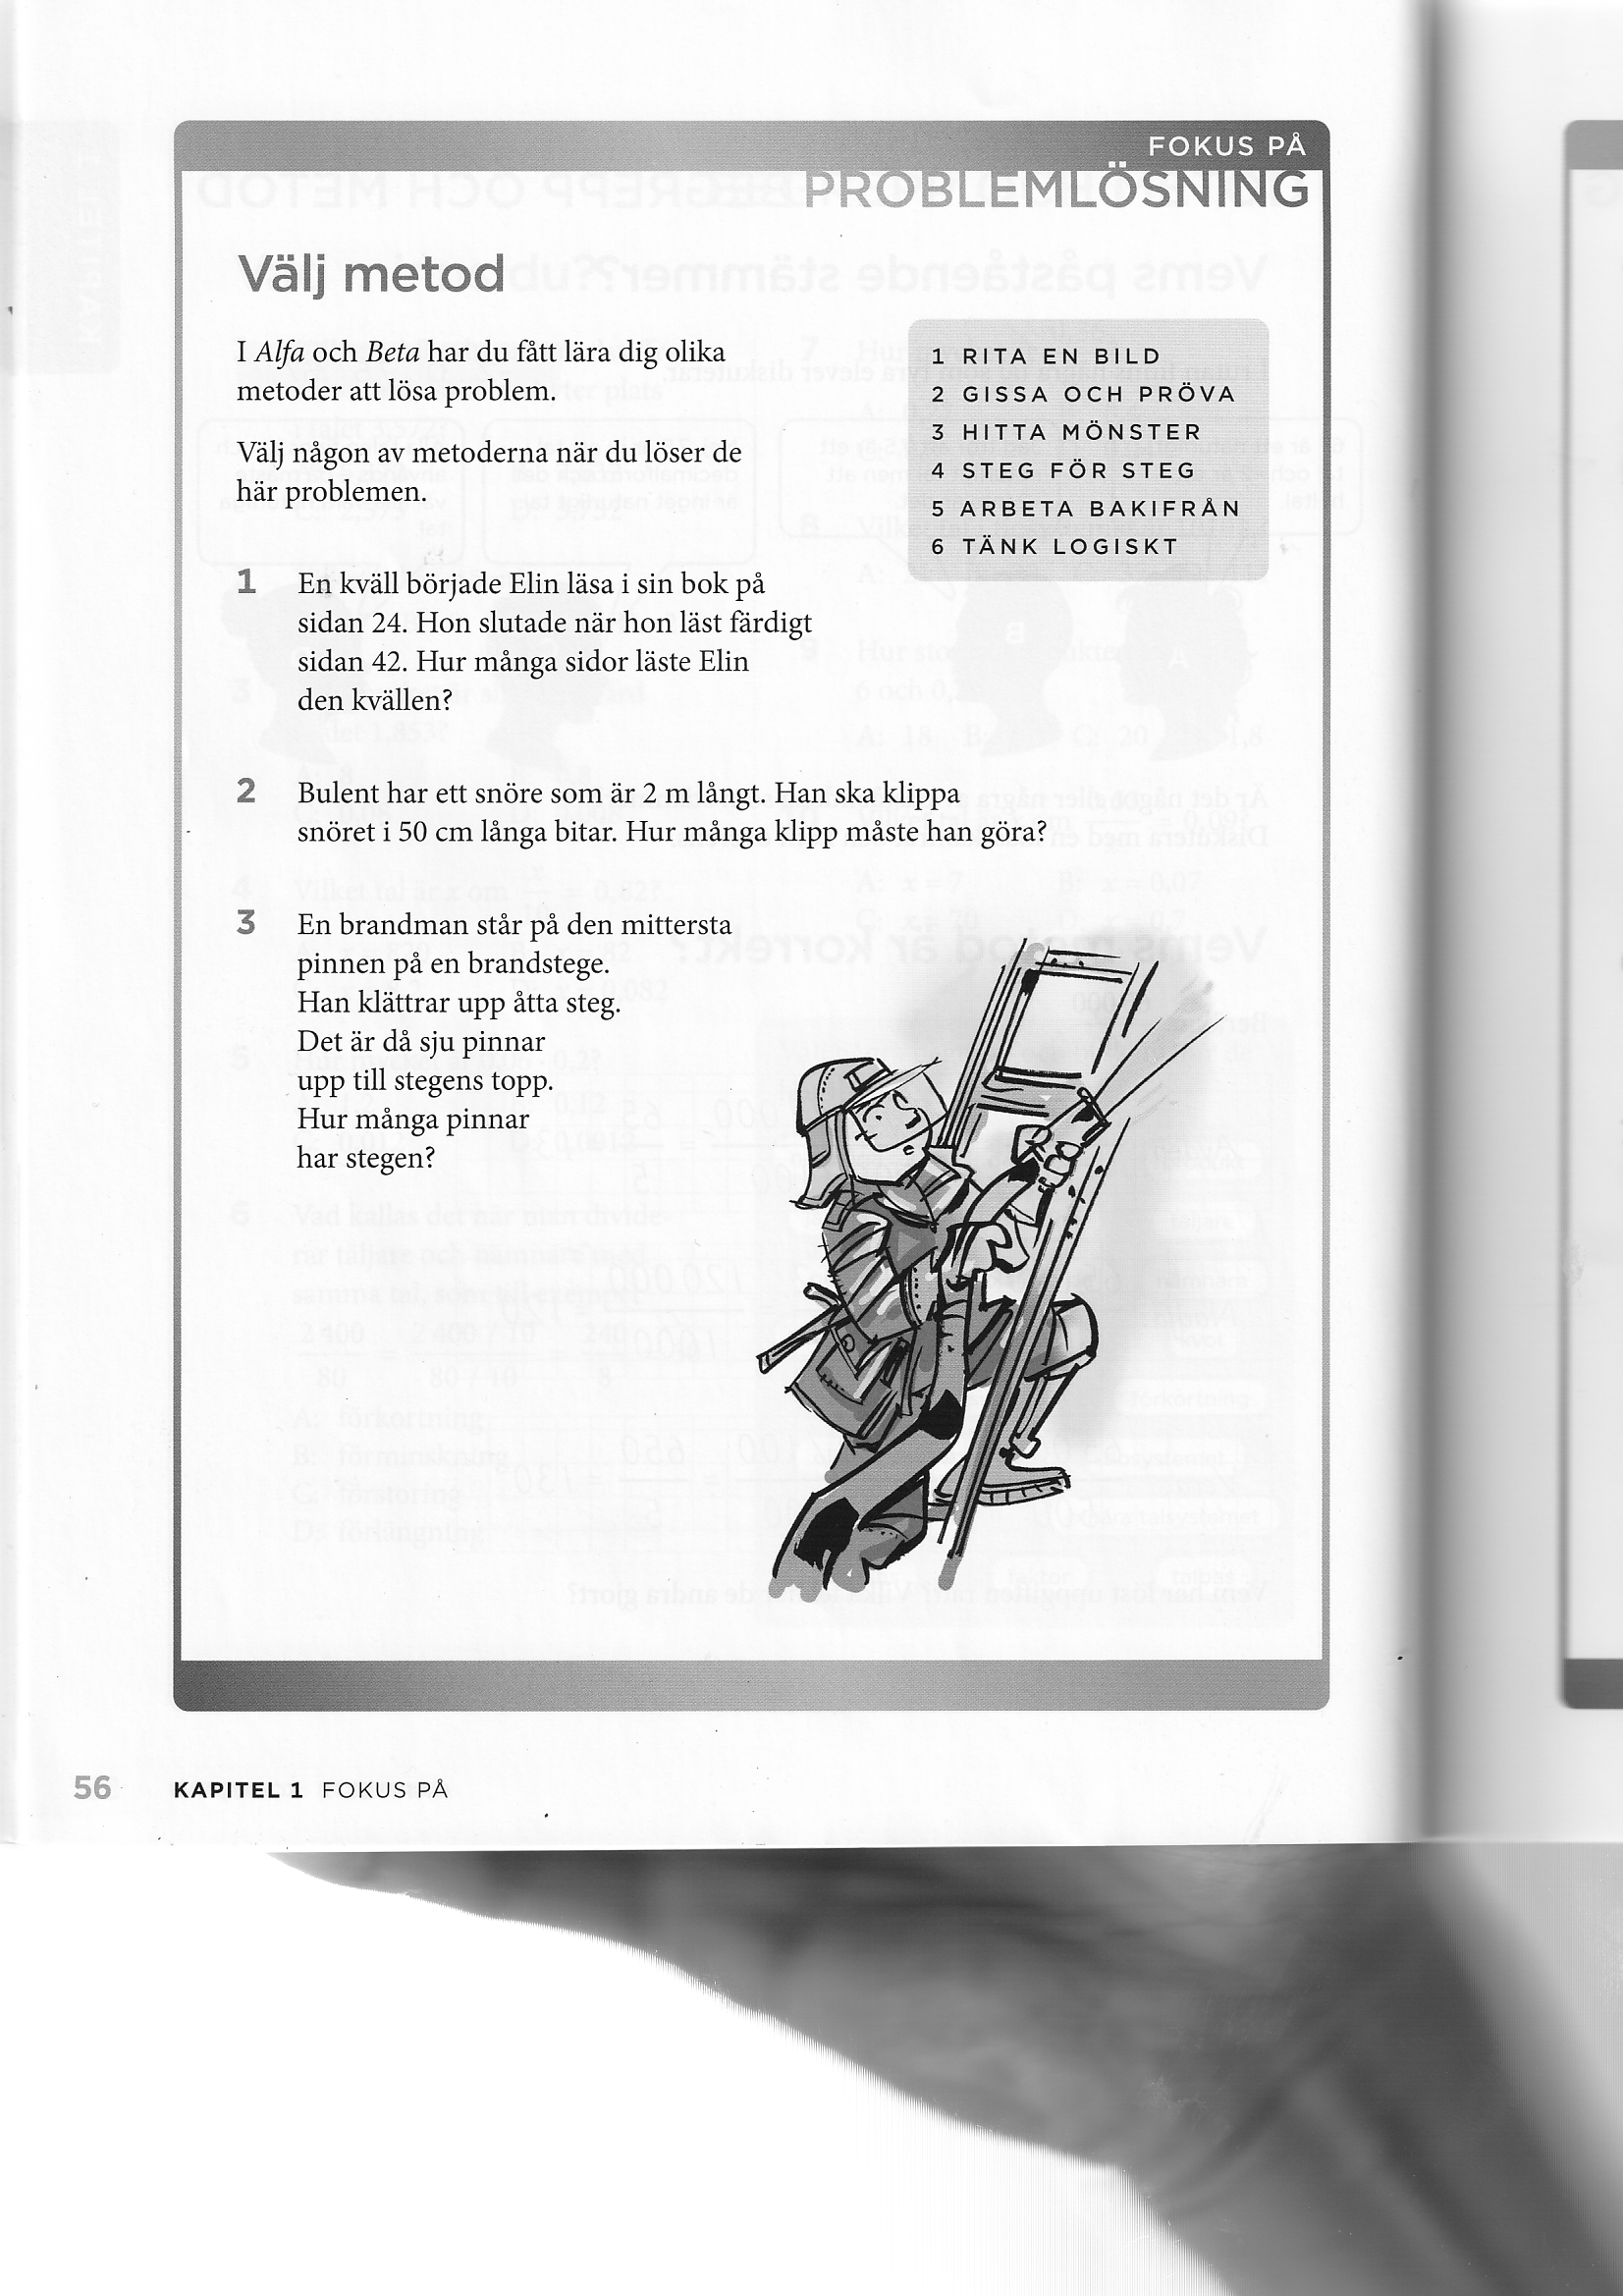 FOKUS PÅ
PROBLEMLÖSNING
Välj metod
I Alfa och Beta har du fått lära dig olika
metoder att lösa problem.
Välj någon av metoderna när du löser de
här problemen.
1 RITA EN BILD
2 GISSA OCH PRÖVA
3 HITTA MÖNSTER
4 STEG FÖR STEG
5 ARBETA BAKIFRÅN
6 TÄNK LOGISKT
1 En kväll började Elin läsa i sin bok på
sidan 24. Hon slutade när hon läst färdigt
sidan 42. Hur många sidor läste Elin
den kvällen?
2 Bulent har ett snöre som är 2 m långt. Han ska klippa
snöret i 50 cm långa bitar. Hur många klipp måste han göra?
3 En brandman står på den mittersta
pinnen på en brandstege.
Han klättrar upp åtta steg.
Det är då sju pinnar
upp till stegens topp.
Hur många pinnar
har stegen?
56 KAPITEL 1 FOKUS PÅ